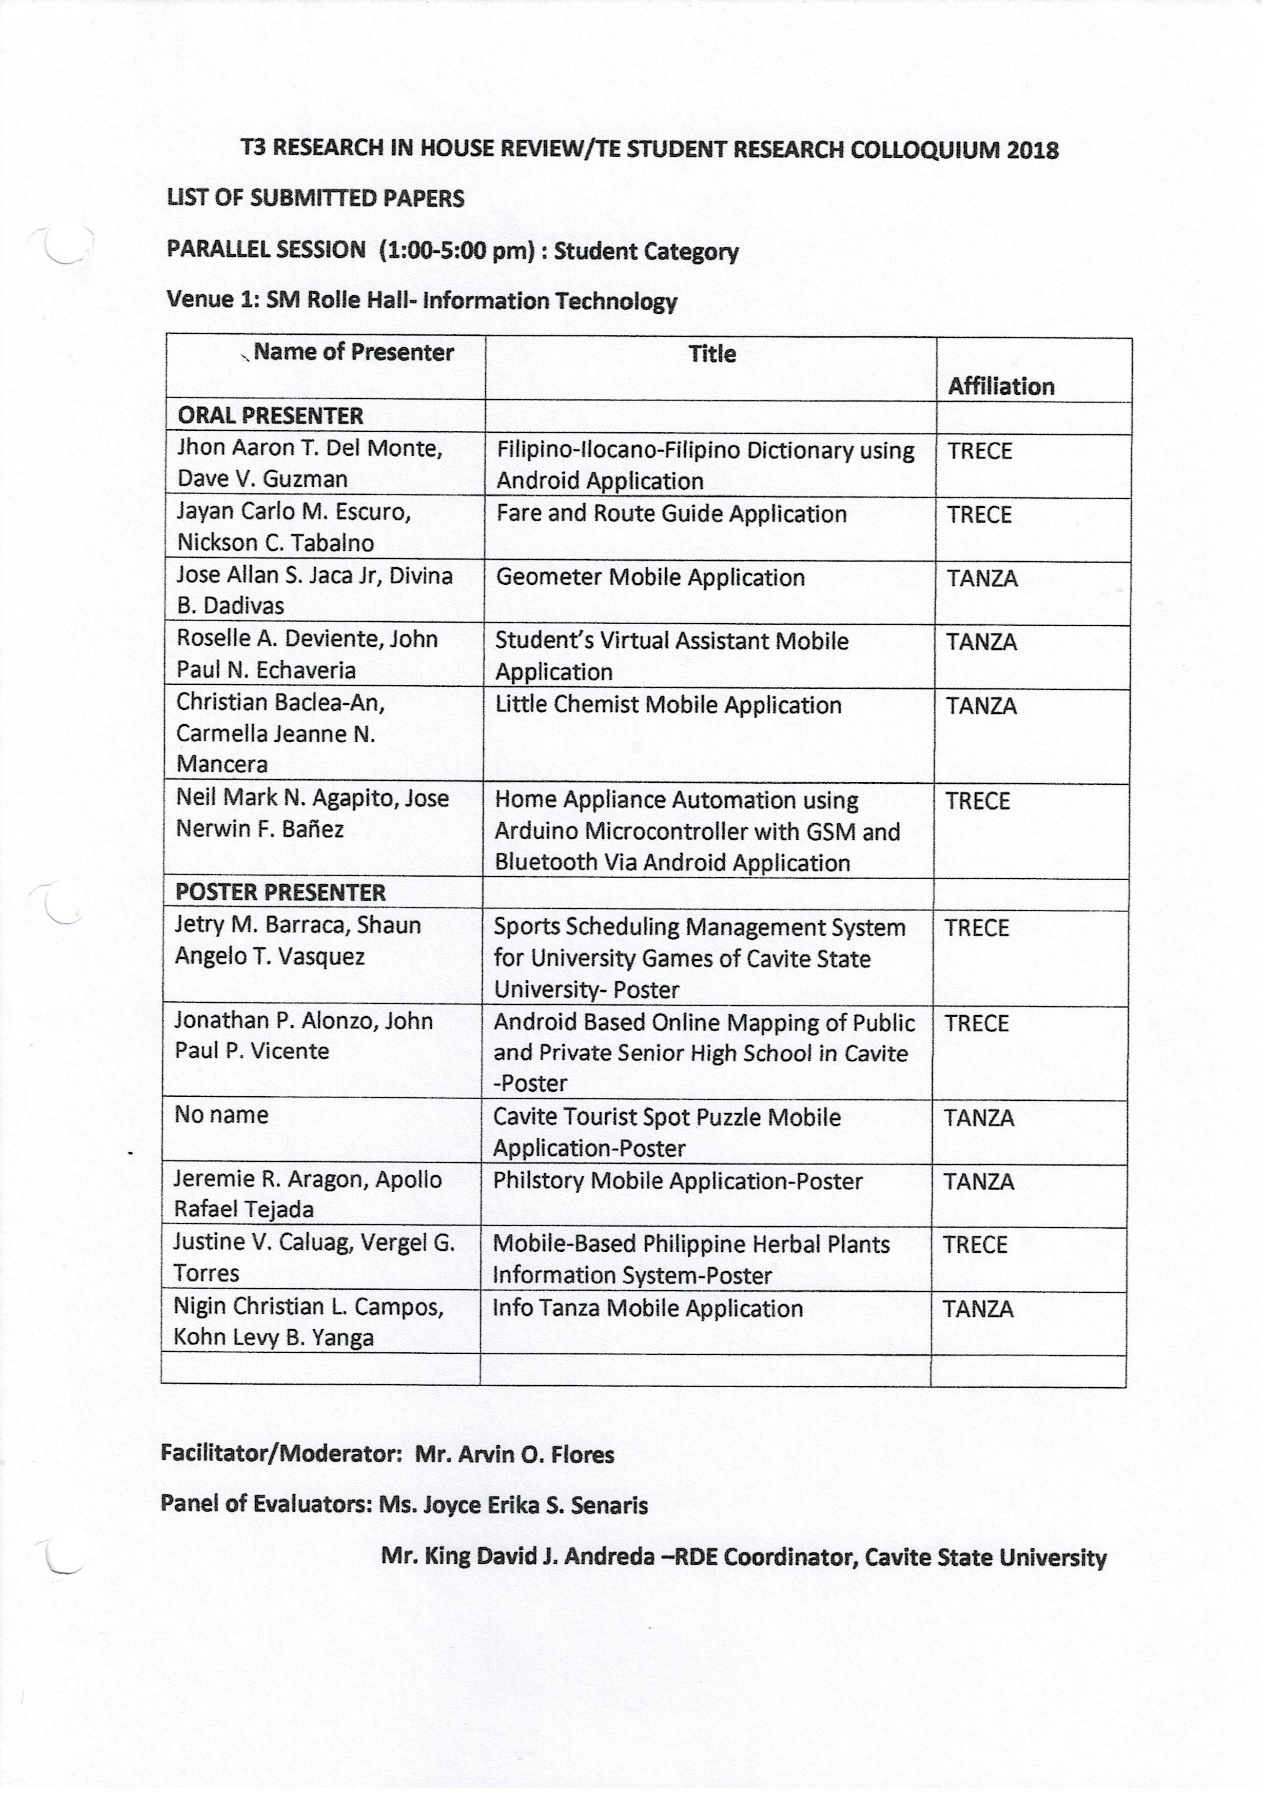 T3 RESEARCH IN HOUSE REVIEW/TE STUDENT RESEARCH COLLOQUIUM 2018
LIST OF SUBMITTED PAPERS
PARALLEL SESSION (1:00-5:00 pm) : Student Category
Venue 1: SM Rolle Hall- Information Technology
Name of Presenter Title
Affiliation
ORAL PRESENTER
Jhon Aaron T. Del Monte, Filipino-Ilocano-Filipino Dictionary using TRECE
Dave V. Guzman Android Application
Jayan Carlo M. Escuro, Fare and Route Guide Application TRECE
Nickson C. Tabalno
Jose Allan S. Jaca Jr, Divina Geometer Mobile Application TANZA
B. Dadivas
Roselle A. Deviente, John Student's Virtual Assistant Mobile TANZA
Paul N. Echaveria Application
Christian Baclea-An, Little Chemist Mobile Application TANZA
Carmella Jeanne N.
Mancera
Neil Mark N. Agapito, Jose Home Appliance Automation using TRECE
Nerwin F. Bañez Arduino Microcontroller with GSM and
Bluetooth Via Android Application
POSTER PRESENTER
Jetry M. Barraca, Shaun Sports Scheduling Management System TRECE
Angelo T. Vasquez for University Games of Cavite State
University- Poster
Jonathan P. Alonzo, John Android Based Online Mapping of Public TRECE
Paul P. Vicente and Private Senior High School in Cavite
-Poster
No name Cavite Tourist Spot Puzzle Mobile TANZA
Application-Poster
Jeremie R. Aragon, Apollo Philstory Mobile Application-Poster TANZA
Rafael Tejada
Justine V. Caluag, Vergel G. Mobile-Based Philippine Herbal Plants TRECE
Torres Information System-Poster
Nigin Christian L. Campos, Info Tanza Mobile Application TANZA
Kohn Levy B. Yanga
Facilitator/Moderator: Mr. Arvin O. Flores
Panel of Evaluators: Ms. Joyce Erika S. Senaris
Mr. King David J. Andreda –RDE Coordinator, Cavite State University